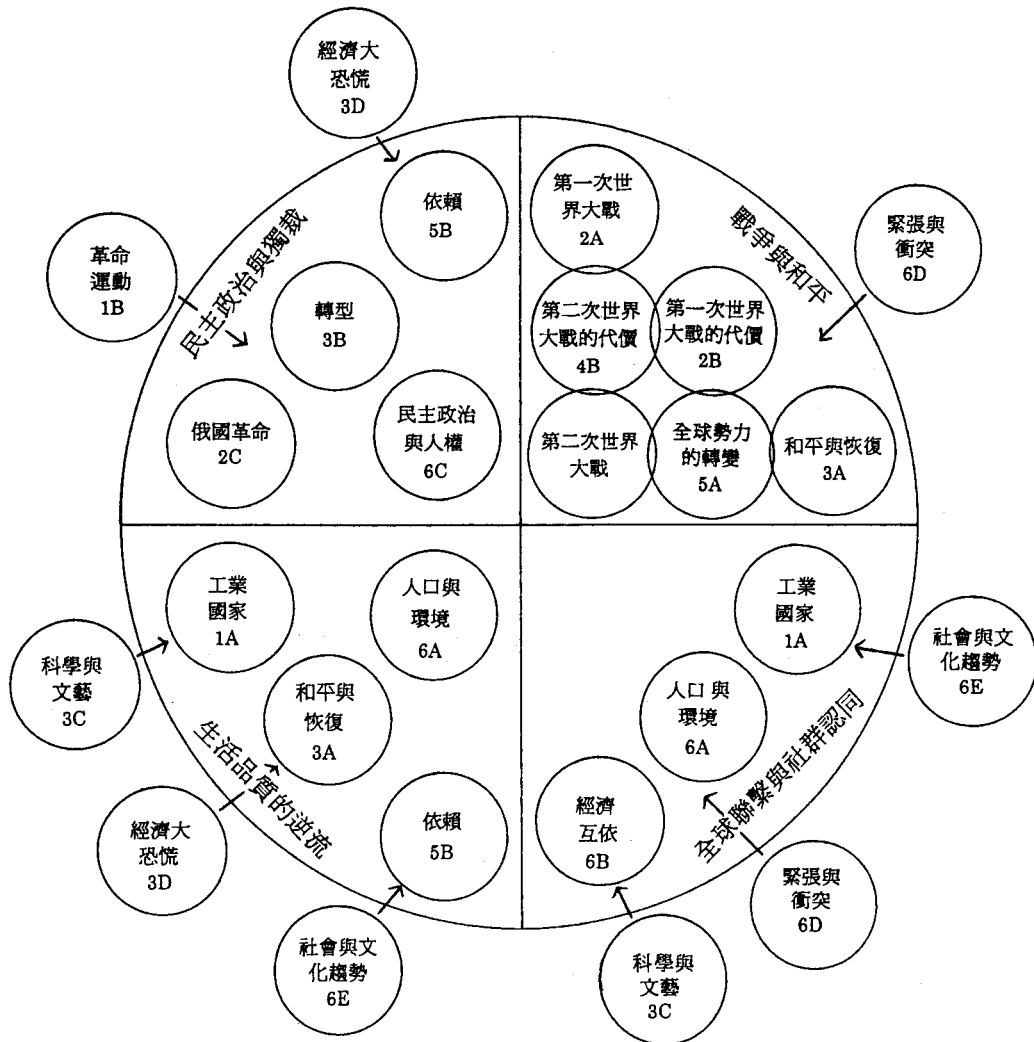 經濟大
恐慌
3D
依賴
5B
革命
運動
1B
民主政治與獨裁
轉型
3B
俄國革命
2C
民主政治
與人權
6C
第一次世
界大戰
2A
戰爭與和平
緊張與
衝突
6D
第二次世界
大戰的代價
4B
第一次世界
大戰的代價
2B
第二次世界
大戰
全球勢力
的轉變
5A
和平與恢復
3A
工業
國家
1A
人口與
環境
6A
科學與
文藝
3C
和平與
恢復
3A
生活品質的逆流
經濟大
恐慌
3D
依賴
5B
社會與文
化趨勢
6E
工業
國家
1A
社會與文
化趨勢
6E
人口 與
環境
6A
全球聯繫與社群認同
經濟
互依
6B
緊張與
衝突
6D
科學與
文藝
3C